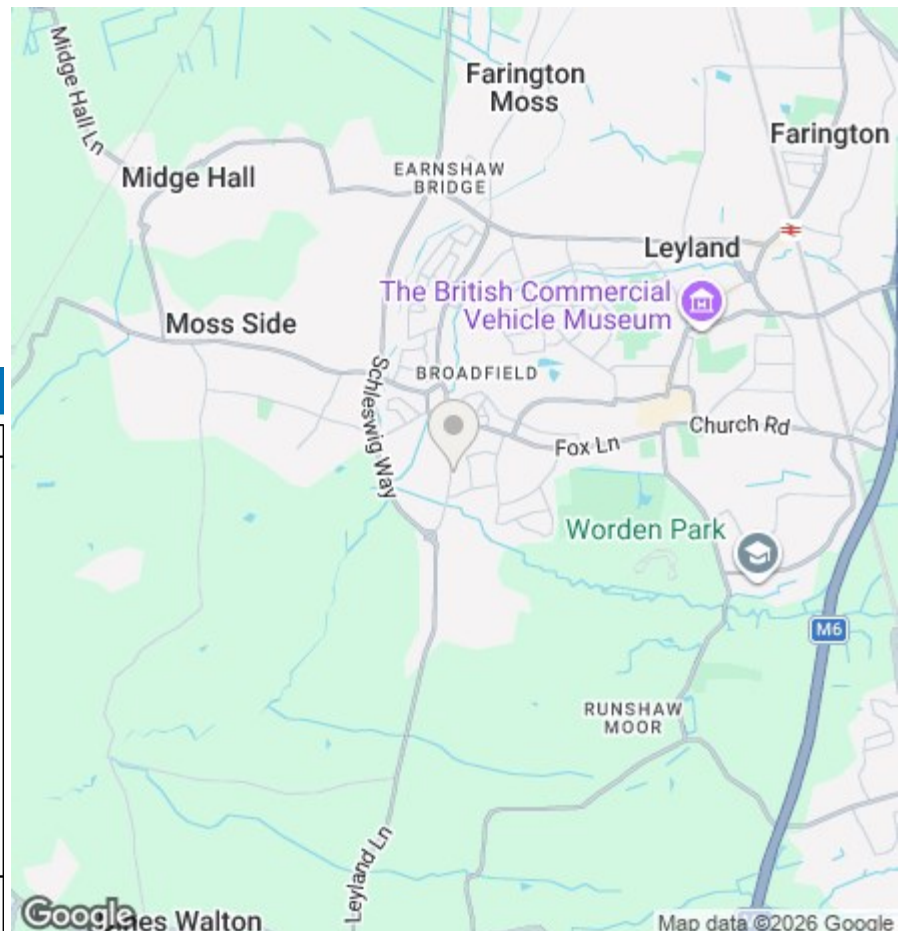 Midge Hall Ln
Farington
Moss
Farington
Midge Hall
EARNSHAW
BRIDGE
Leyland
The British Commercial
Vehicle Museum
Moss Side
Schleswig Way
BROADFIELD
Church Rd
Fox Ln
Worden Park
M6
RUNSHAW
MOOR
Leyland Ln
Google
Walton
Map data ©2026 Google